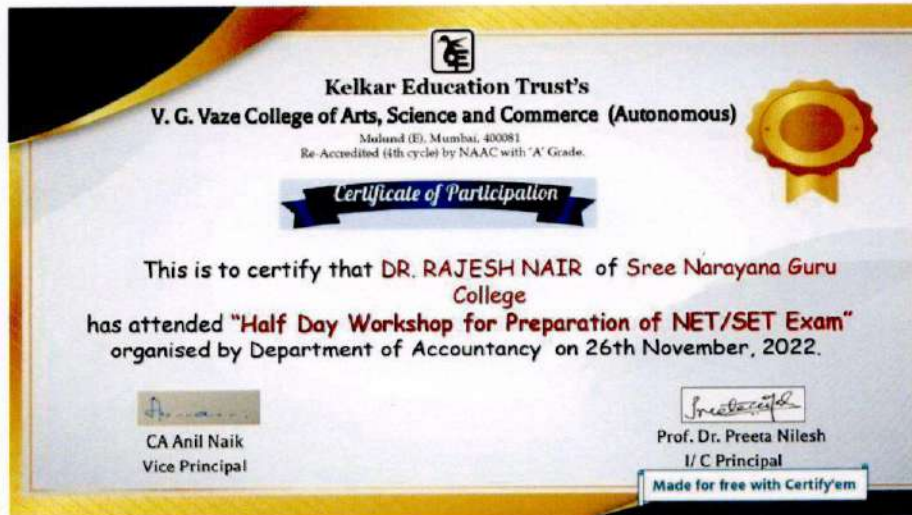 Kelkar Education Trust's
V. G. Vaze College of Arts, Science and Commerce (Autonomous)
Mulund (E), Mumbai, 400081
Re-Accredited (4th cycle) by NAAC with 'A' Grade.
Certificate of Participation
This is to certify that DR. RAJESH NAIR of Sree Narayana Guru
College
has attended "Half Day Workshop for Preparation of NET/SET Exam"
organised by Department of Accountancy on 26th November, 2022.
CA Anil Naik
Vice Principal
Prof. Dr. Preeta Nilesh
I/ C Principal
Made for free with Certify'em